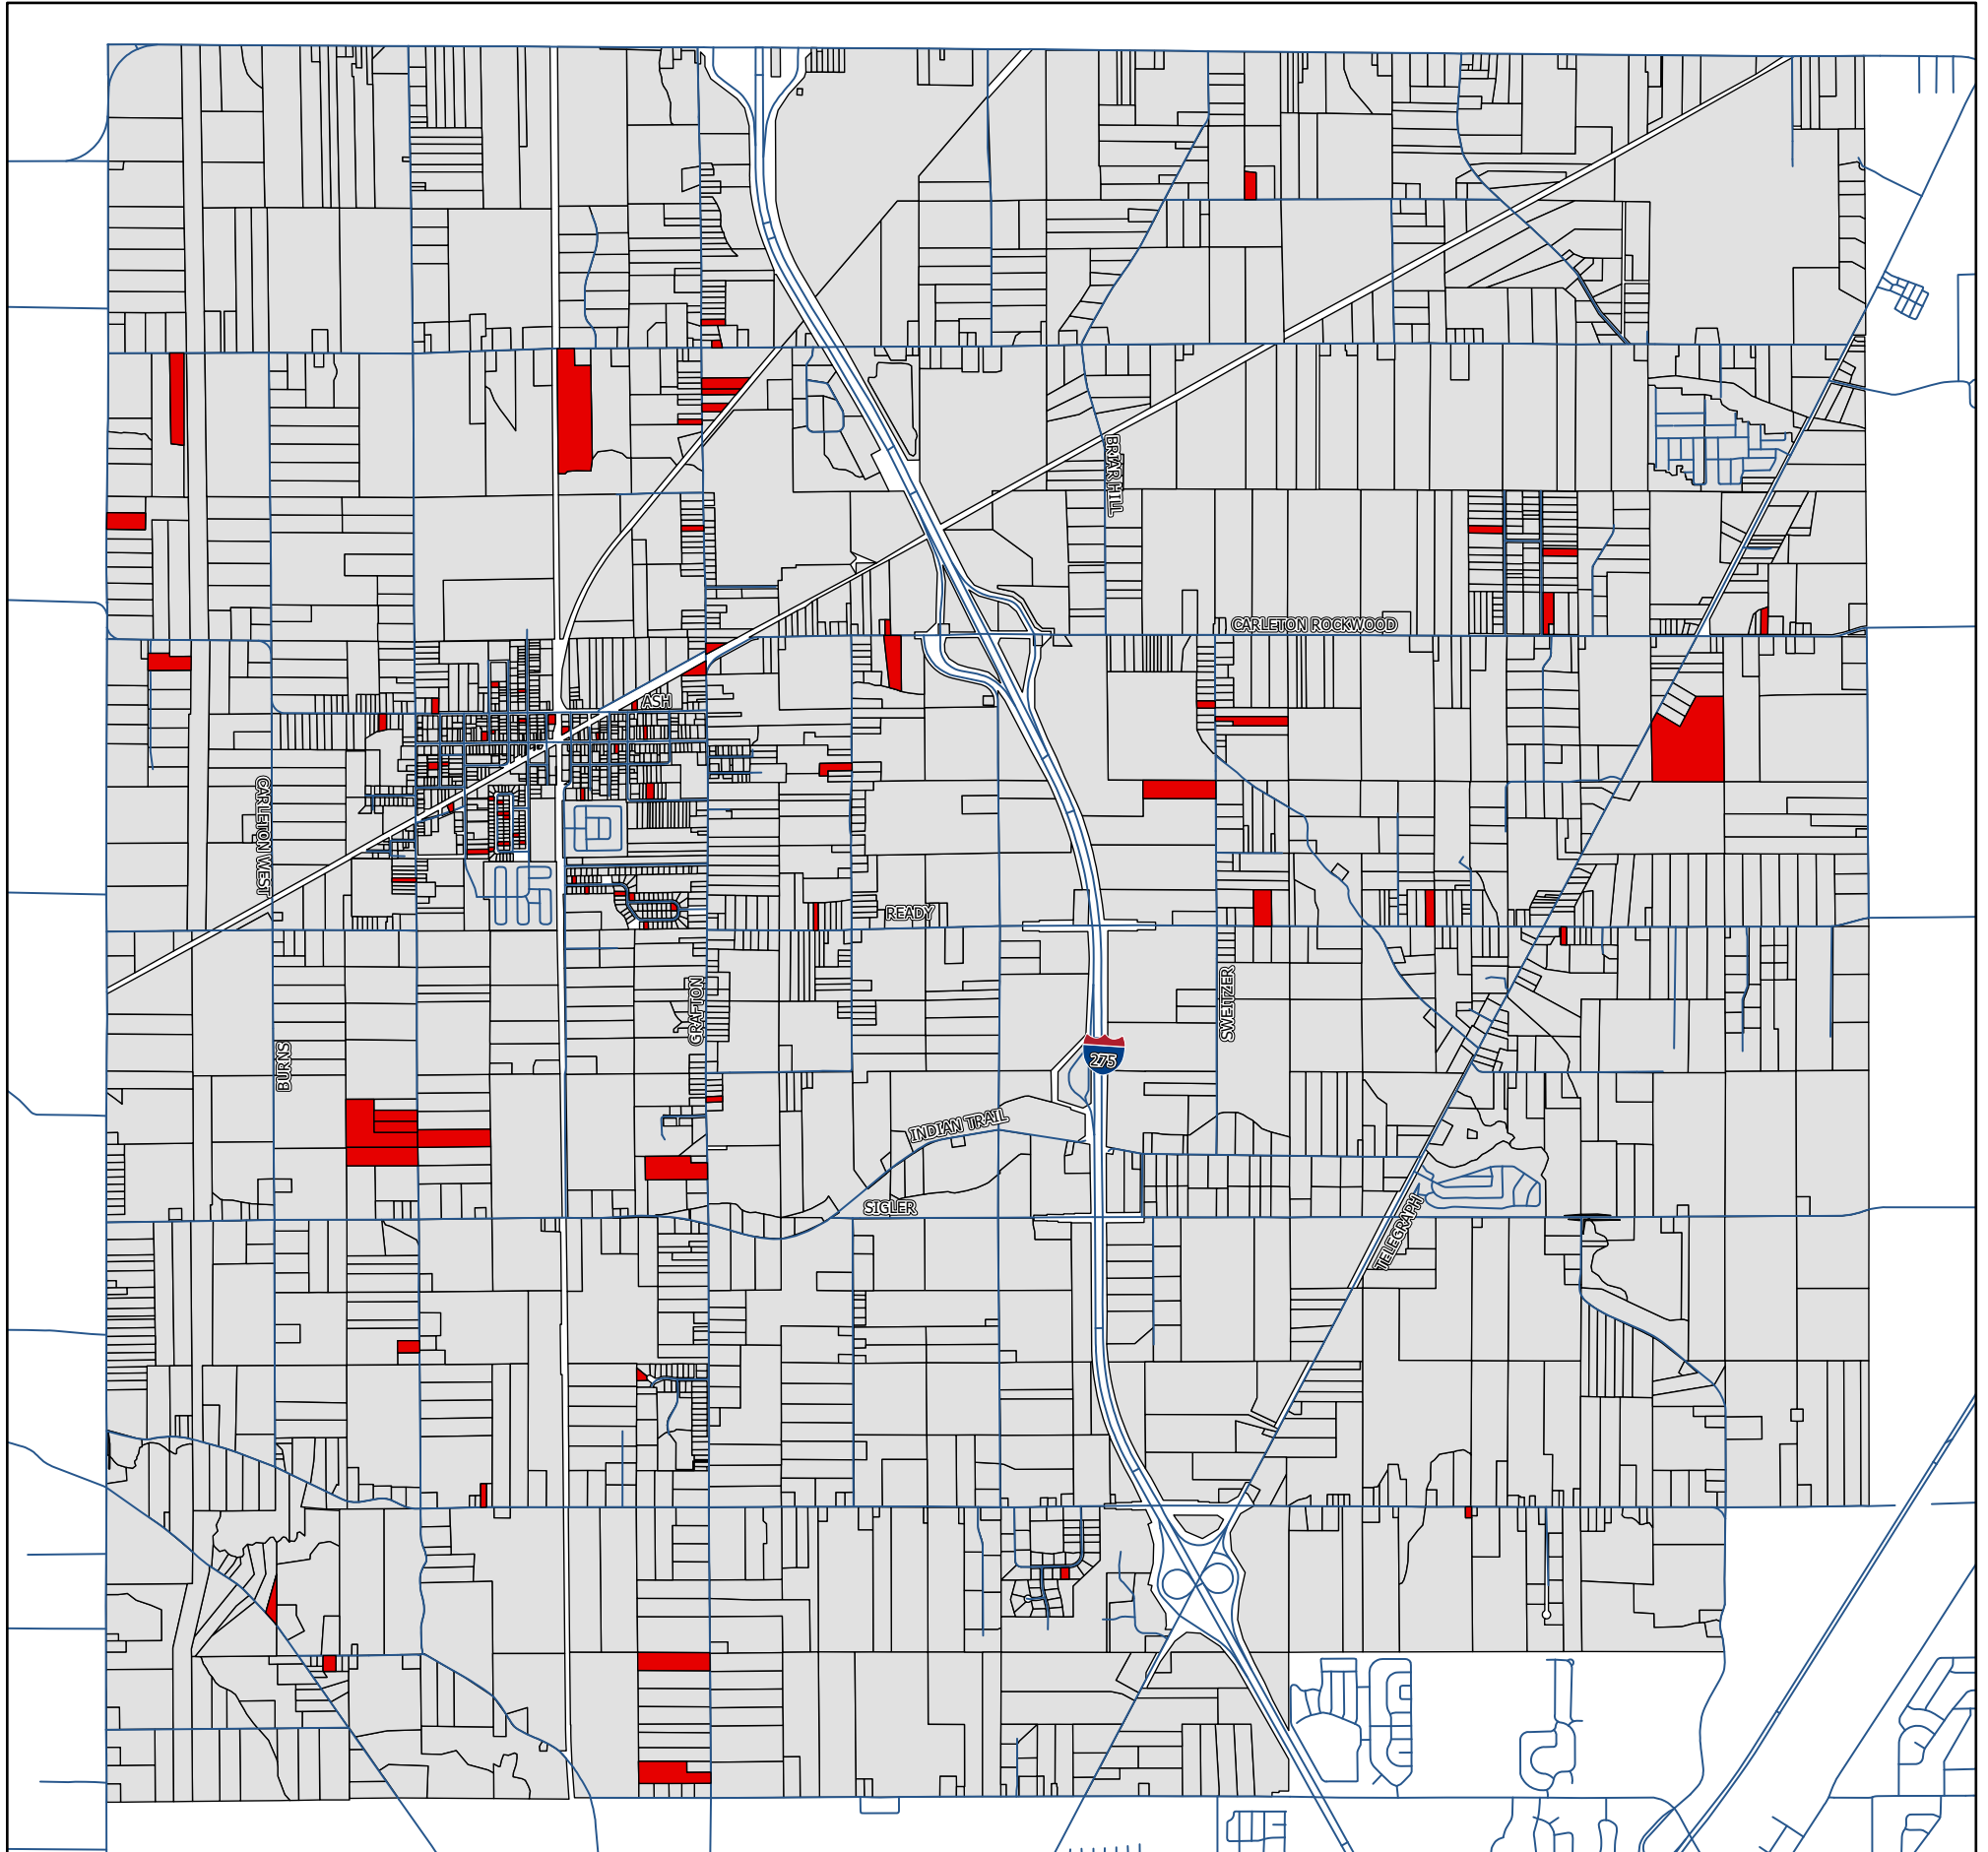 BRIAR HILL
CARLETON ROCKWOOD
ASH
CARLETON WEST
READY
GRAFTON
SWEITZER
BURNS
275
INDIAN TRAIL
SIGLER
TELEGRAPH